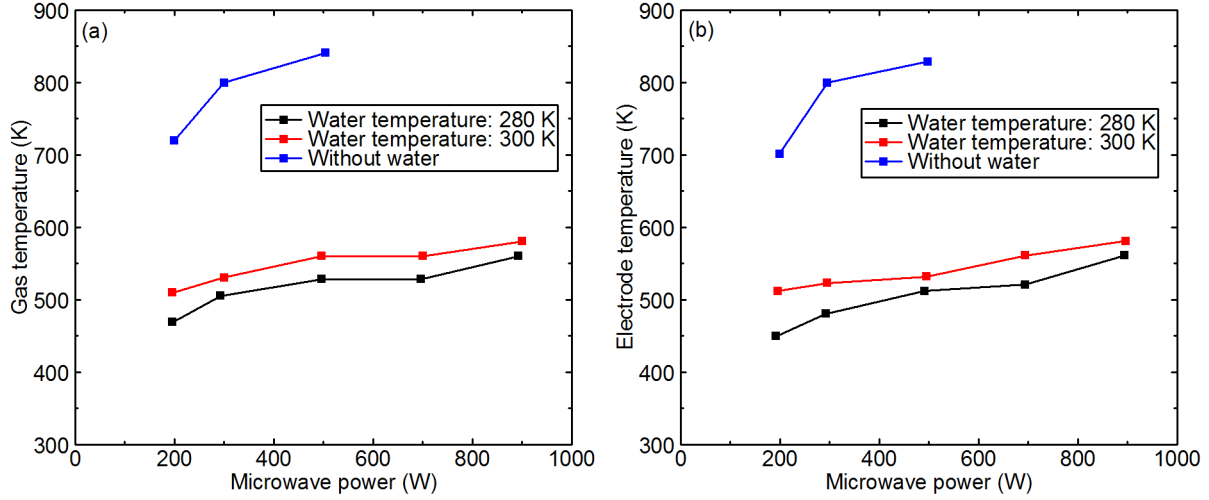 (a)
Gas temperature (K)
900
800
700
600
500
400
300
Water temperature: 280 K
Water temperature: 300 K
Without water
0
200
400
600
800
1000
Microwave power (W)
(b)
Electrode temperature (K)
900
800
700
600
500
400
300
Water temperature: 280 K
Water temperature: 300 K
Without water
0
200
400
600
800
1000
Microwave power (W)